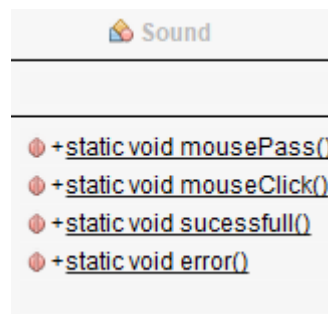 Sound
+static void mousePass()
+static void mouseClick()
+static void sucessfull()
+static void error()